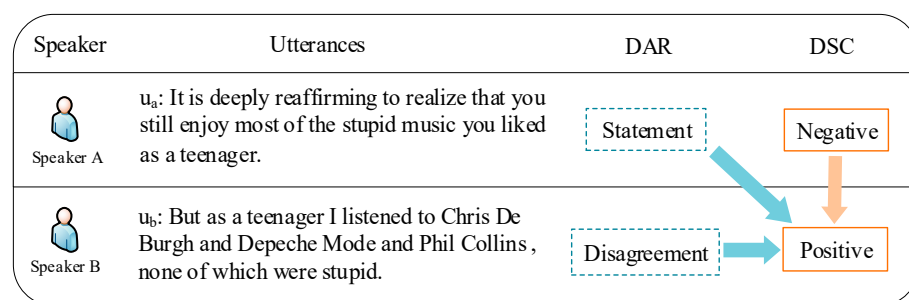 Speaker Utterances DAR DSC
u_a: It is deeply reaffirming to realize that you
still enjoy most of the stupid music you liked
as a teenager.
Speaker A
Statement
Negative
u_b: But as a teenager I listened to Chris De
Burgh and Depeche Mode and Phil Collins ,
none of which were stupid.
Speaker B
Disagreement
Positive